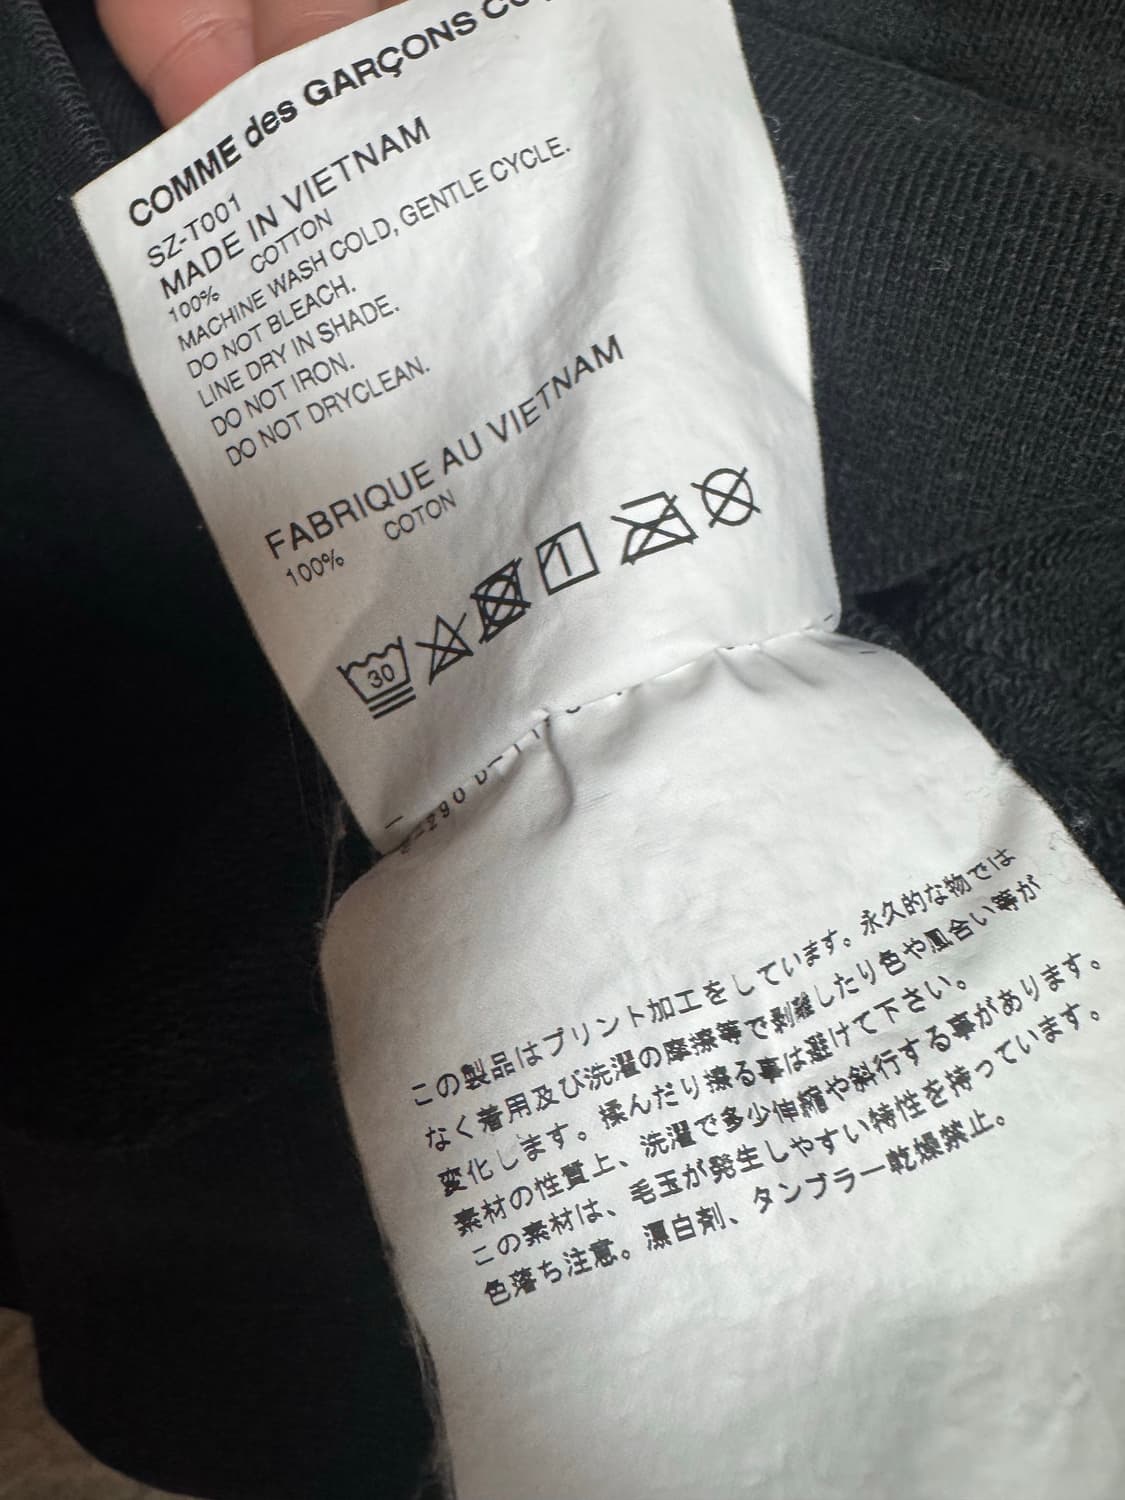 COMME des GARÇONS CO
SZ-T001
MADE IN VIETNAM
100% COTTON
MACHINE WASH COLD, GENTLE CYCLE.
DO NOT BLEACH.
LINE DRY IN SHADE.
DO NOT IRON.
DO NOT DRYCLEAN.
FABRIQUE AU VIETNAM
100% COTON
30
この製品はプリント加工をしています。永久的な物では
なく着用及び洗濯の摩擦等で剥離したり色や風合い等が
変化します。揉んだり擦る事は避けて下さい。
素材の性質上、洗濯で多少伸縮や斜行する事があります。
この素材は、毛玉が発生しやすい特性を持っています。
色落ち注意。漂白剤、タンブラー乾燥禁止。